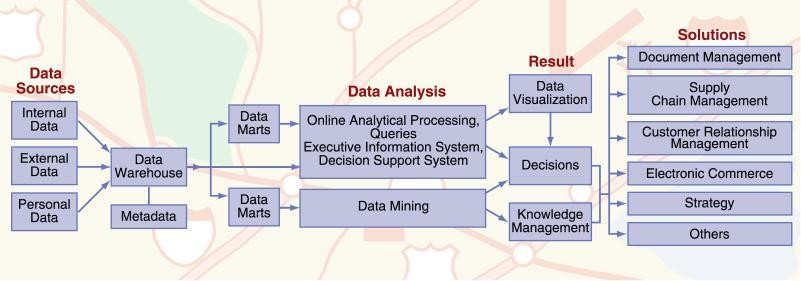 Data
Sources
Internal
Data
External
Data
Personal
Data
Data
Warehouse
Metadata
Data
Marts
Data
Marts
Data Analysis
Online Analytical Processing,
Queries
Executive Information System,
Decision Support System
Data Mining
Result
Data
Visualization
Decisions
Knowledge
Management
Solutions
Document Management
Supply
Chain Management
Customer Relationship
Management
Electronic Commerce
Strategy
Others